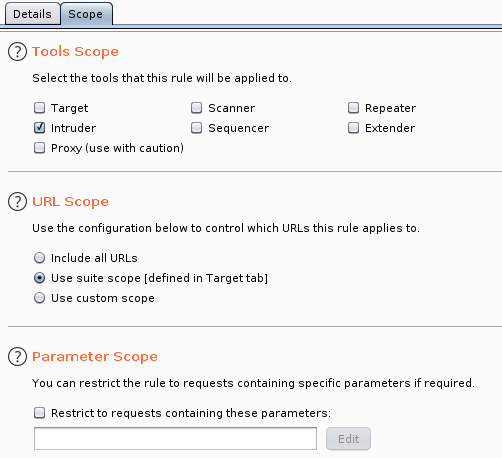 Details Scope
? Tools Scope
Select the tools that this rule will be applied to.
Target Scanner Repeater
Intruder Sequencer Extender
Proxy (use with caution)
? URL Scope
Use the configuration below to control which URLs this rule applies to.
Include all URLs
Use suite scope [defined in Target tab]
Use custom scope
? Parameter Scope
You can restrict the rule to requests containing specific parameters if required.
Restrict to requests containing these parameters:
Edit